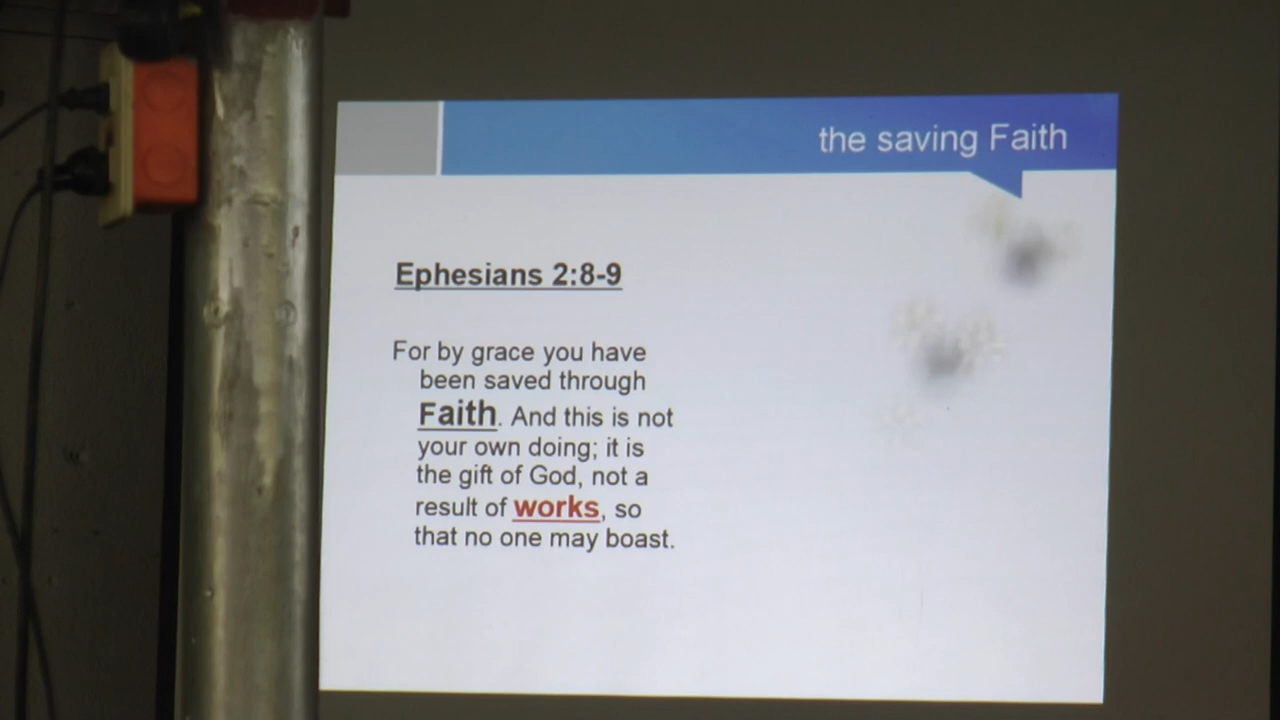 the saving Faith
Ephesians 2:8-9
For by grace you have
been saved through
Faith. And this is not
your own doing; it is
the gift of God, not a
result of works, so
that no one may boast.